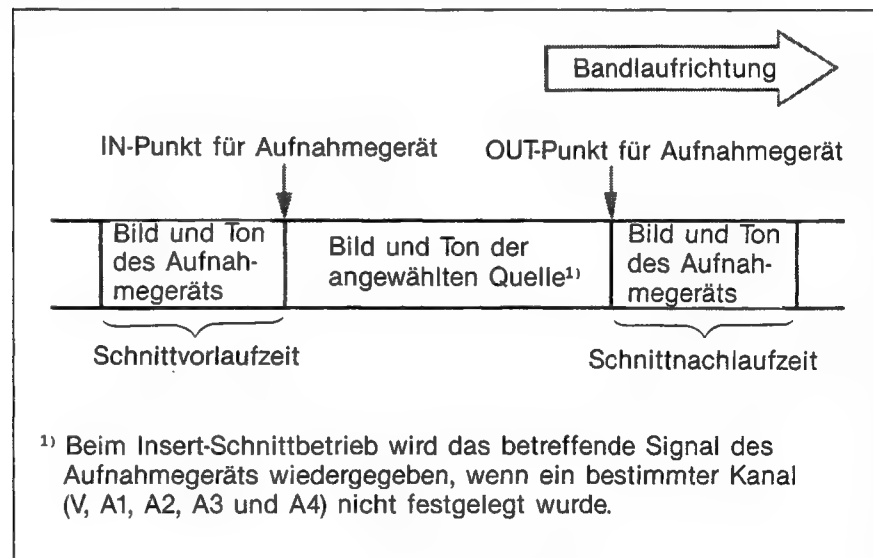 Bandlaufrichtung
IN-Punkt für Aufnahmegerät
OUT-Punkt für Aufnahmegerät
Bild und Ton
des Aufnah-
megeräts
Bild und Ton der
angewählten Quelle¹⁾
Bild und Ton
des Aufnah-
megeräts
Schnittvorlaufzeit
Schnittnachlaufzeit
¹⁾ Beim Insert-Schnittbetrieb wird das betreffende Signal des
Aufnahmegeräts wiedergegeben, wenn ein bestimmter Kanal
(V, A1, A2, A3 und A4) nicht festgelegt wurde.